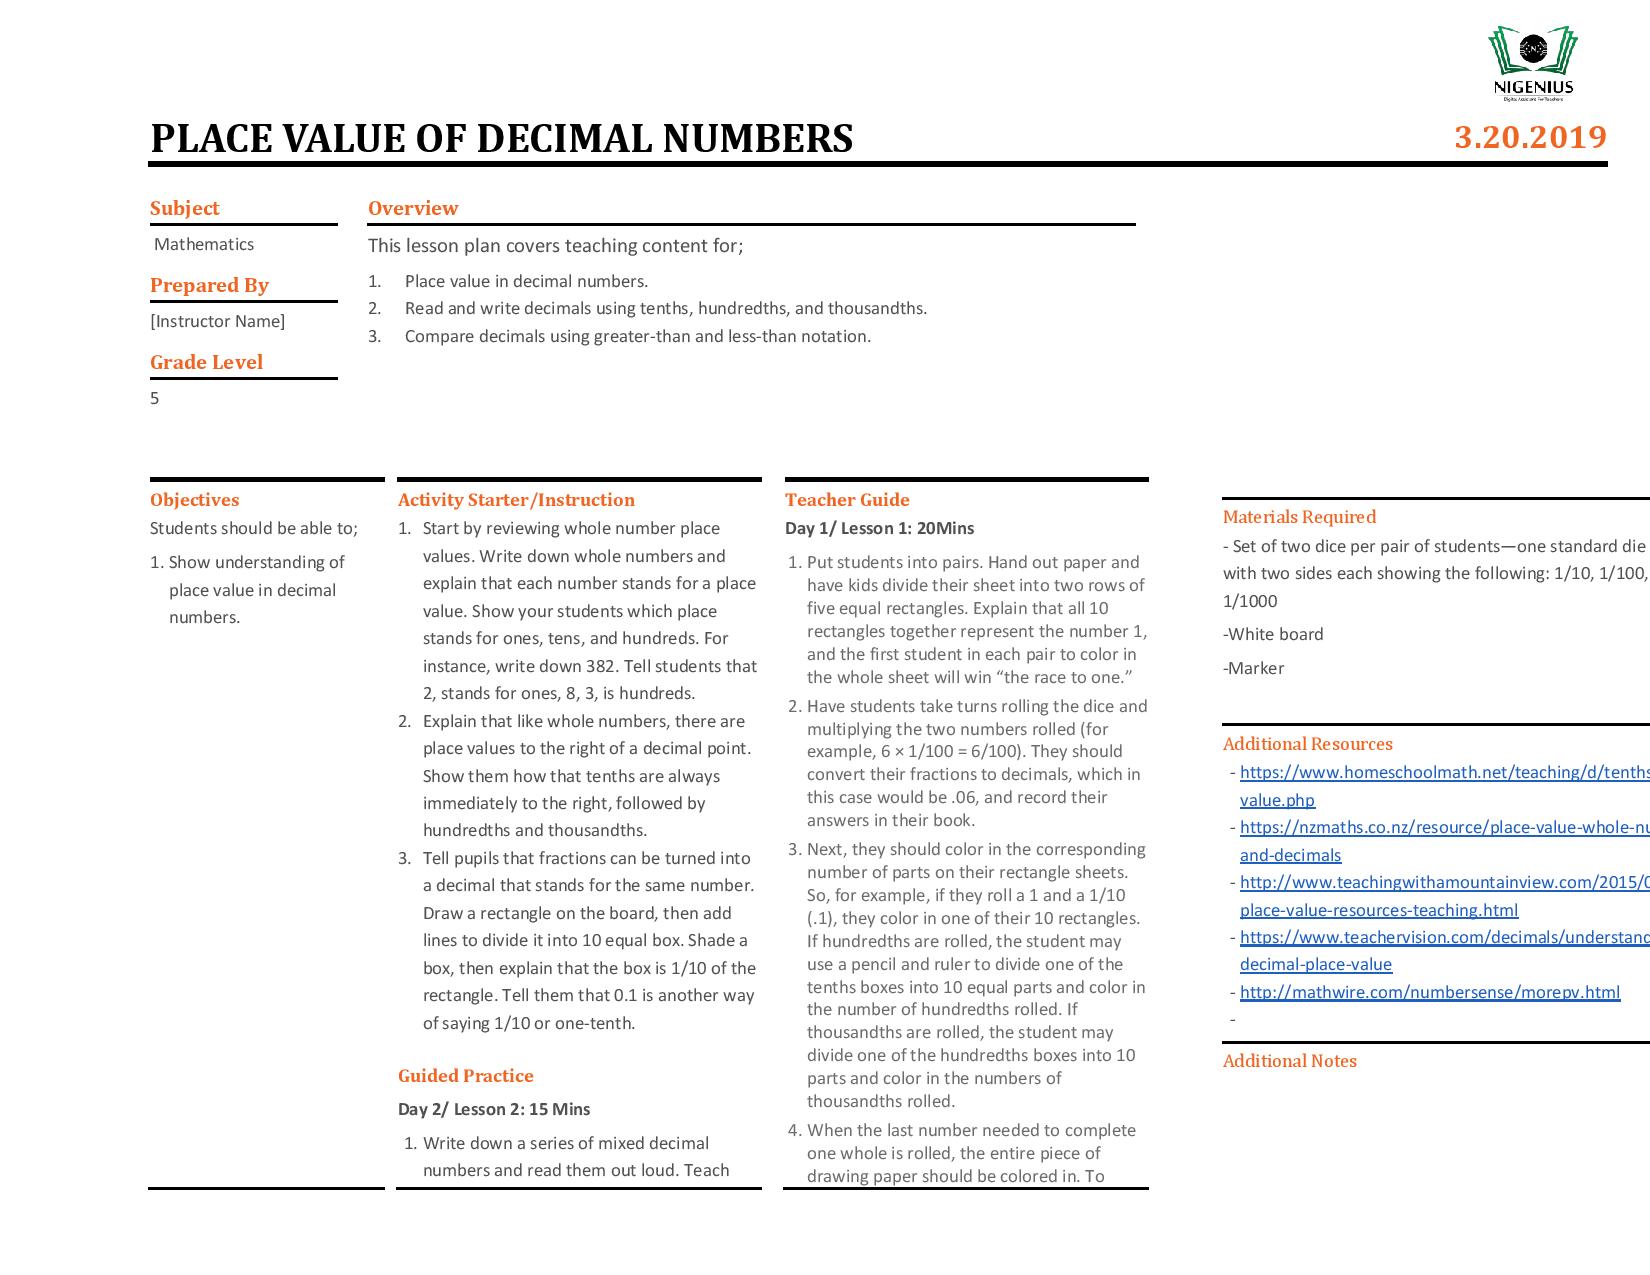 NIGENIUS
Digital Assistant For Teachers
PLACE VALUE OF DECIMAL NUMBERS
3.20.2019
Subject
Mathematics
Prepared By
[Instructor Name]
Grade Level
5
Overview
This lesson plan covers teaching content for;
1. Place value in decimal numbers.
2. Read and write decimals using tenths, hundredths, and thousandths.
3. Compare decimals using greater-than and less-than notation.
Objectives
Students should be able to;
1. Show understanding of
place value in decimal
numbers.
Activity Starter/Instruction
1. Start by reviewing whole number place
values. Write down whole numbers and
explain that each number stands for a place
value. Show your students which place
stands for ones, tens, and hundreds. For
instance, write down 382. Tell students that
2, stands for ones, 8, 3, is hundreds.
2. Explain that like whole numbers, there are
place values to the right of a decimal point.
Show them how that tenths are always
immediately to the right, followed by
hundredths and thousandths.
3. Tell pupils that fractions can be turned into
a decimal that stands for the same number.
Draw a rectangle on the board, then add
lines to divide it into 10 equal box. Shade a
box, then explain that the box is 1/10 of the
rectangle. Tell them that 0.1 is another way
of saying 1/10 or one-tenth.
Guided Practice
Day 2/ Lesson 2: 15 Mins
1. Write down a series of mixed decimal
numbers and read them out loud. Teach
Teacher Guide
Day 1/ Lesson 1: 20Mins
1. Put students into pairs. Hand out paper and
have kids divide their sheet into two rows of
five equal rectangles. Explain that all 10
rectangles together represent the number 1,
and the first student in each pair to color in
the whole sheet will win “the race to one.”
2. Have students take turns rolling the dice and
multiplying the two numbers rolled (for
example, 6 × 1/100 = 6/100). They should
convert their fractions to decimals, which in
this case would be .06, and record their
answers in their book.
3. Next, they should color in the corresponding
number of parts on their rectangle sheets.
So, for example, if they roll a 1 and a 1/10
(.1), they color in one of their 10 rectangles.
If hundredths are rolled, the student may
use a pencil and ruler to divide one of the
tenths boxes into 10 equal parts and color in
the number of hundredths rolled. If
thousandths are rolled, the student may
divide one of the hundredths boxes into 10
parts and color in the numbers of
thousandths rolled.
4. When the last number needed to complete
one whole is rolled, the entire piece of
drawing paper should be colored in. To
Materials Required
- Set of two dice per pair of students—one standard die
with two sides each showing the following: 1/10, 1/100,
1/1000
-White board
-Marker
Additional Resources
- https://www.homeschoolmath.net/teaching/d/tenths
value.php
- https://nzmaths.co.nz/resource/place-value-whole-nu
and-decimals
- http://www.teachingwithamountainview.com/2015/0
place-value-resources-teaching.html
- https://www.teachervision.com/decimals/understand
decimal-place-value
- http://mathwire.com/numbersense/morepv.html
-
Additional Notes